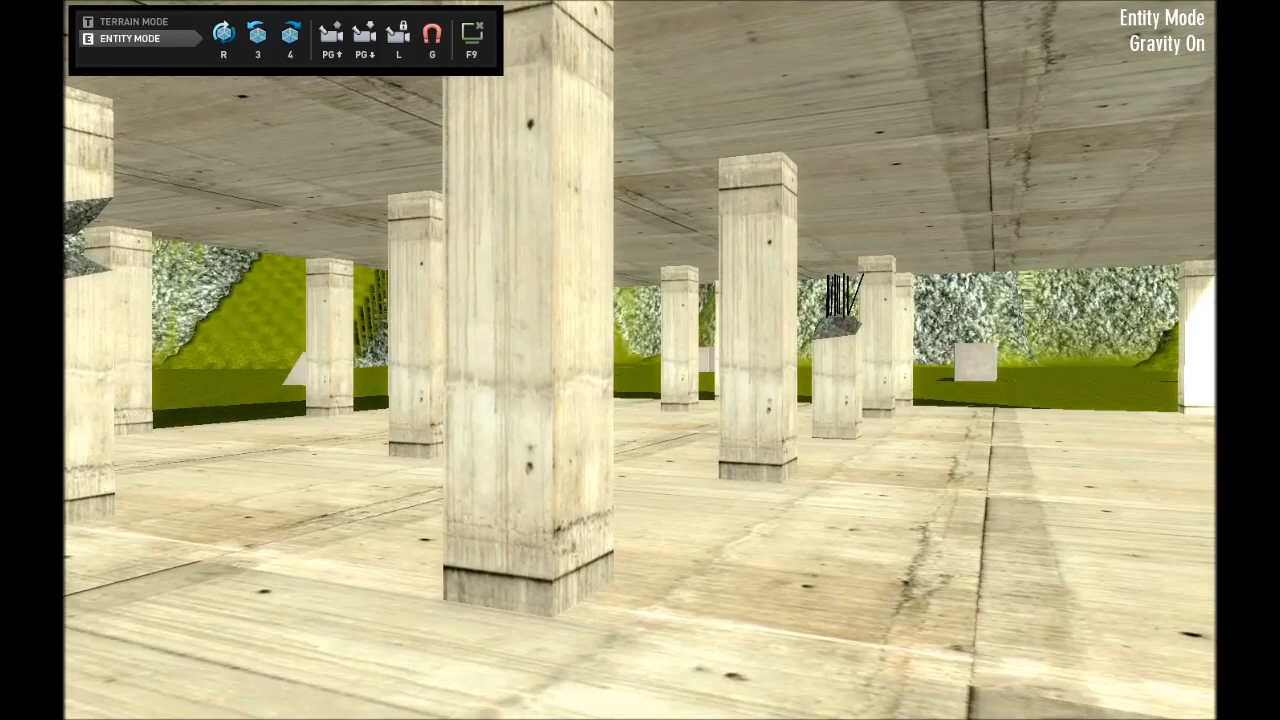 T TERRAIN MODE
E ENTITY MODE
R 3 4 PG PG L G F9
Entity Mode
Gravity On